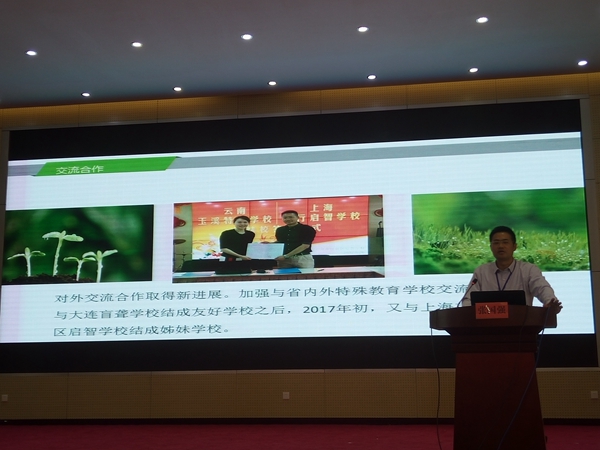 交流合作
云南
上海
玉溪特 学校
行启智学校
式
对外交流合作取得新进展。加强与省内外特殊教育学校交流
与大连盲聋学校结成友好学校之后，2017年初，又与上海
区启智学校结成姊妹学校。